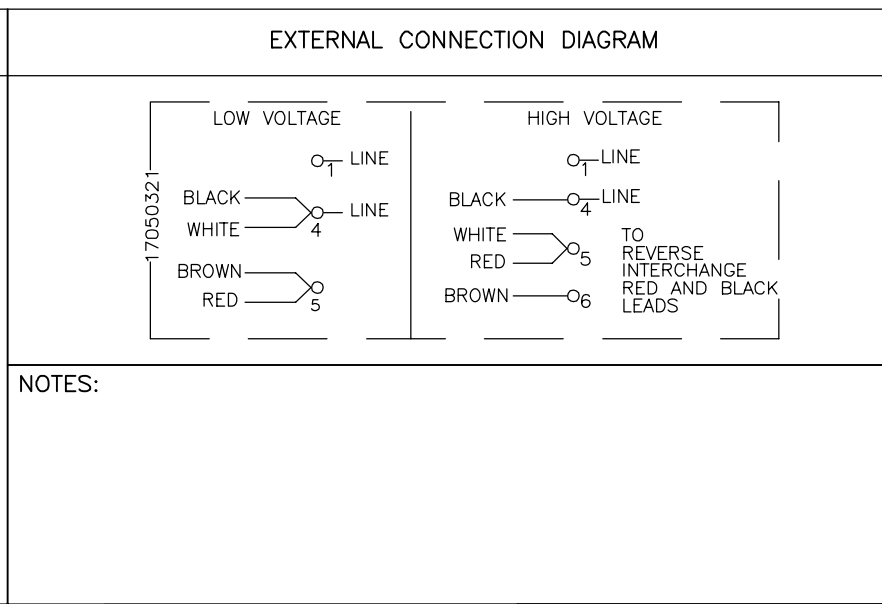 EXTERNAL CONNECTION DIAGRAM
17050321
LOW VOLTAGE
1 LINE
BLACK
WHITE
4 LINE
BROWN
RED
5
HIGH VOLTAGE
1 LINE
BLACK
4 LINE
WHITE
RED
5
BROWN
6
TO
REVERSE
INTERCHANGE
RED AND BLACK
LEADS
NOTES: